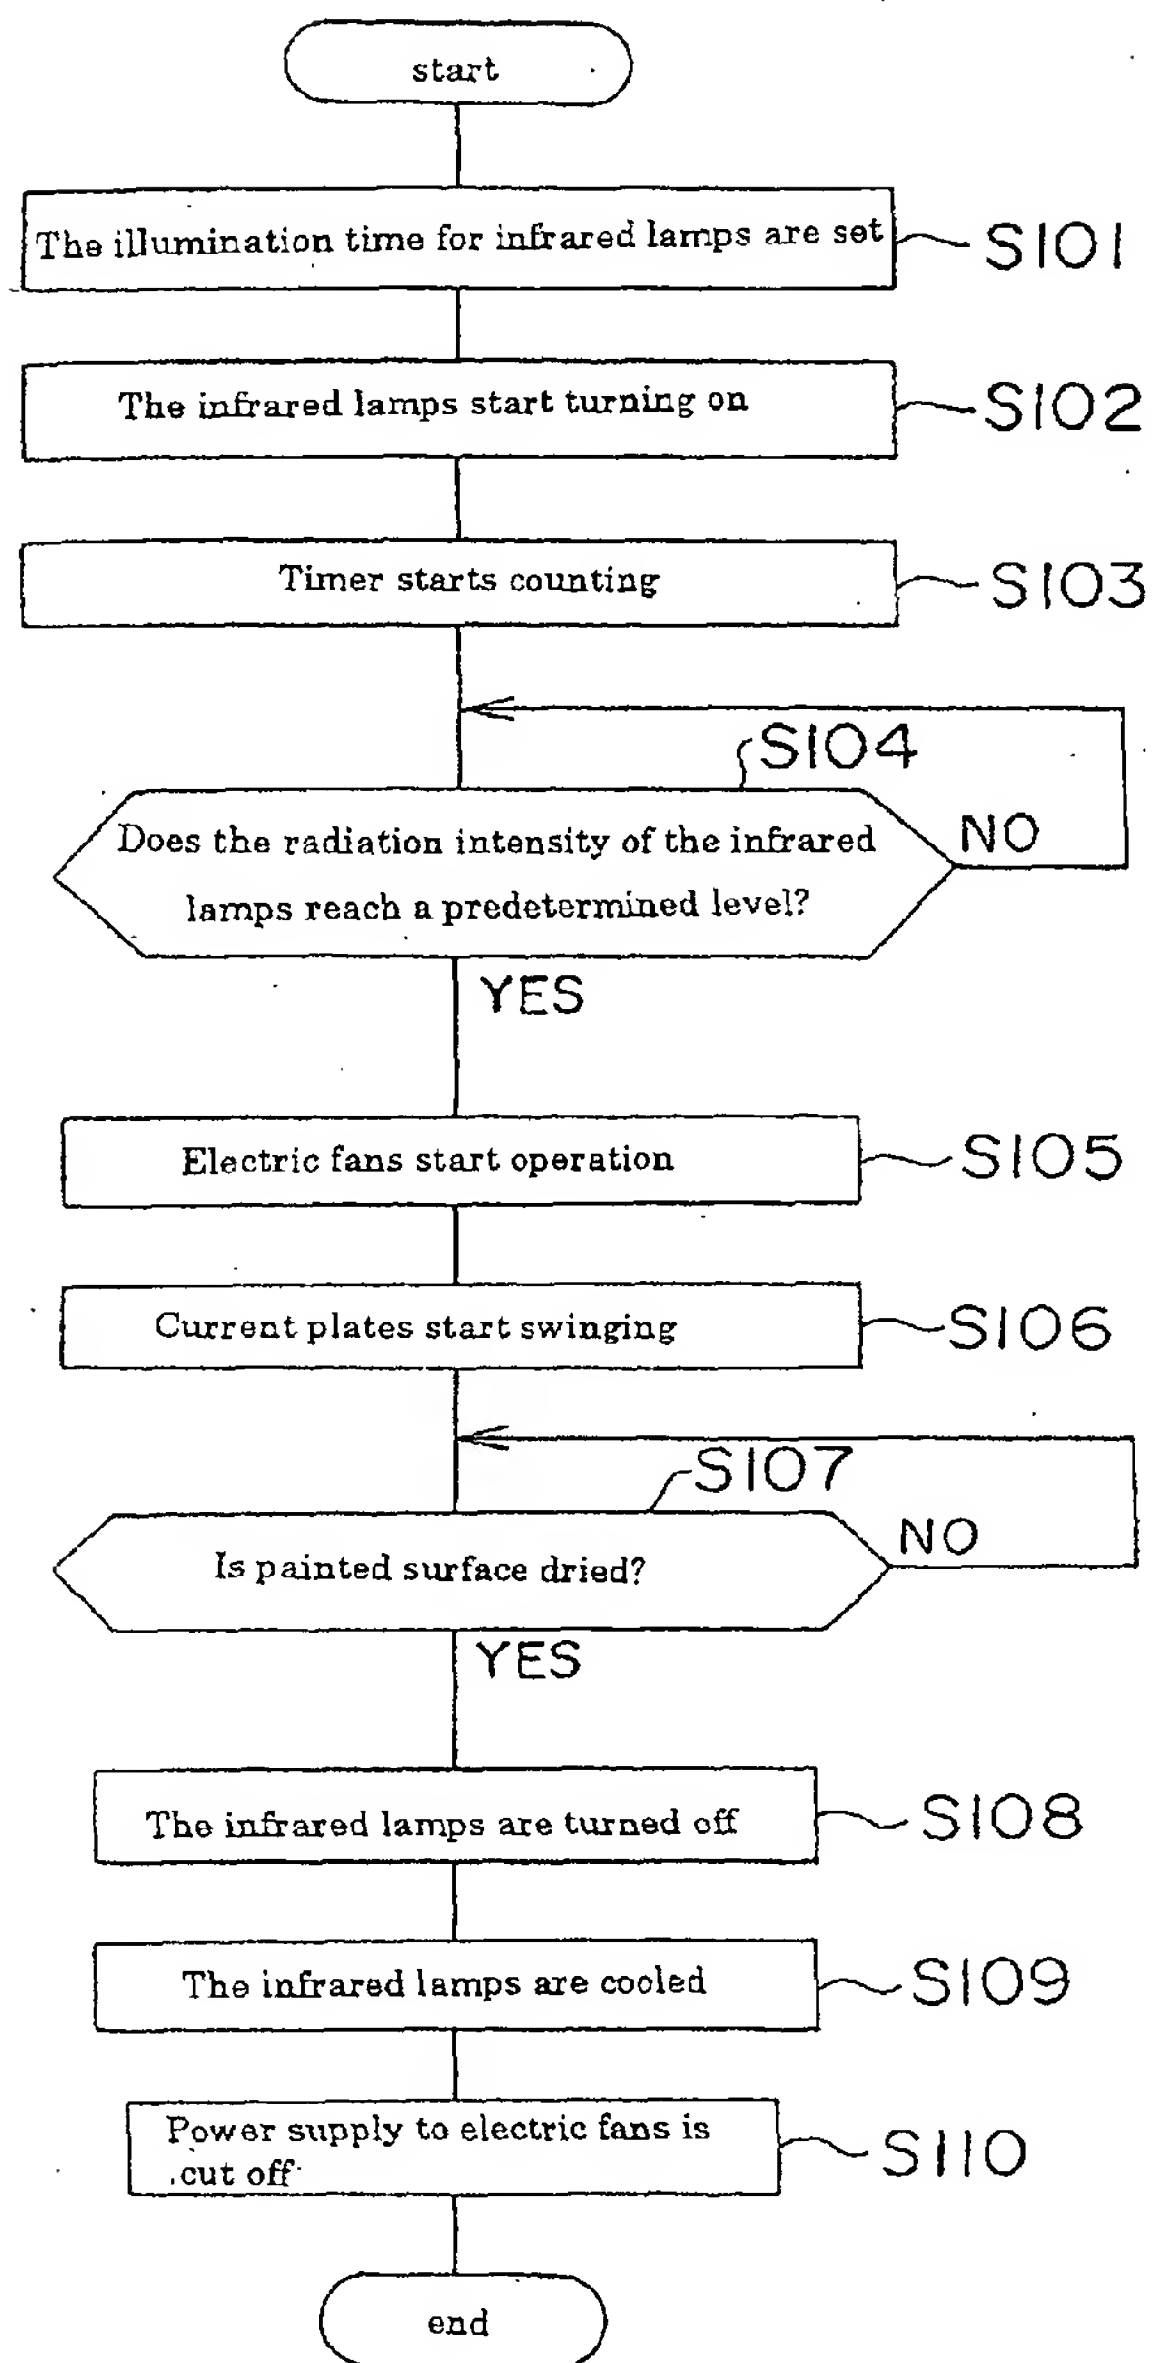 start
The illumination time for infrared lamps are set
S101
The infrared lamps start turning on
S102
Timer starts counting
S103
S104
Does the radiation intensity of the infrared
lamps reach a predetermined level?
NO
YES
Electric fans start operation
S105
Current plates start swinging
S106
S107
Is painted surface dried?
NO
YES
The infrared lamps are turned off
S108
The infrared lamps are cooled
S109
Power supply to electric fans is
cut off
S110
end